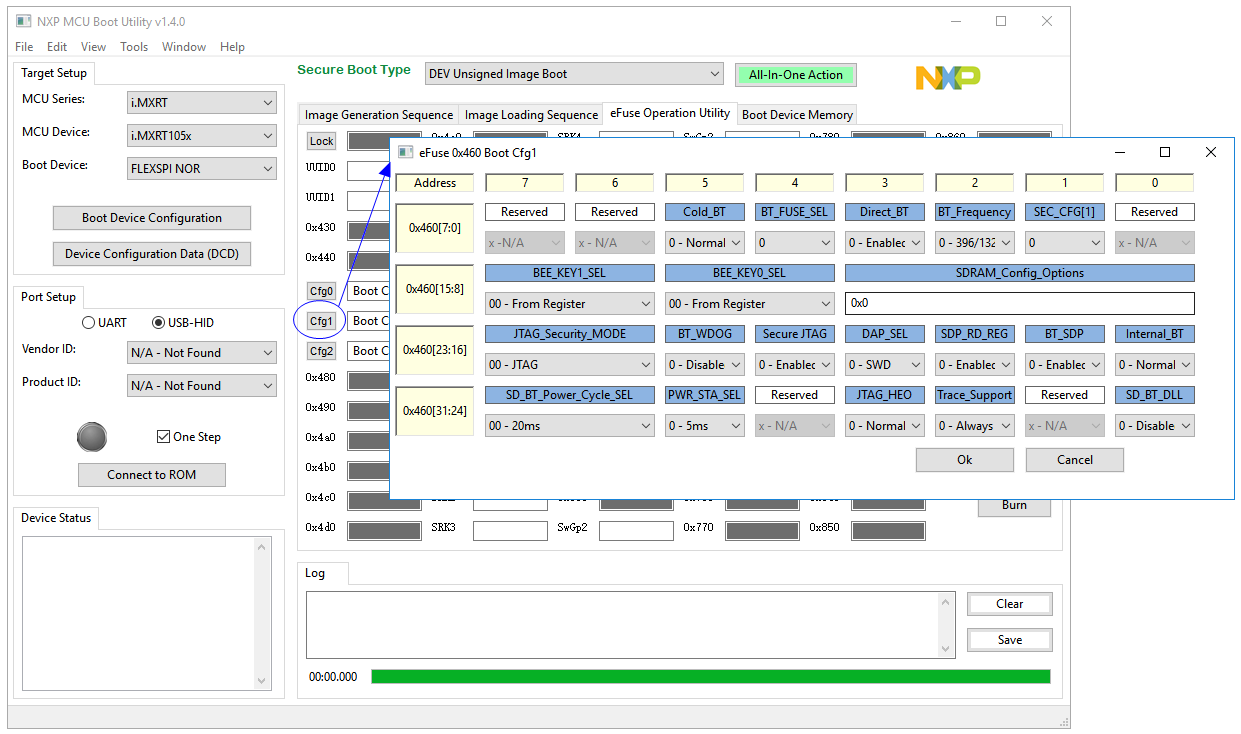 NXP MCU Boot Utility v1.4.0
File Edit View Tools Window Help
Target Setup
MCU Series: i.MXRT
MCU Device: i.MXRT105x
Boot Device: FLEXSPI NOR
Boot Device Configuration
Device Configuration Data (DCD)
Port Setup
UART USB-HID
Vendor ID: N/A - Not Found
Product ID: N/A - Not Found
One Step
Connect to ROM
Device Status
Secure Boot Type DEV Unsigned Image Boot All-In-One Action NXP
Image Generation Sequence Image Loading Sequence eFuse Operation Utility Boot Device Memory
Lock 0x4a0 SRK4 SwGp2 0x780 0x860
UUID0
UUID1
0x430
0x440
Cfg0 Boot C
Cfg1 Boot C
Cfg2 Boot C
0x480
0x490
0x4a0
0x4b0
0x4c0
0x4d0 SRK3 SwGp2 0x770 0x850
Burn
eFuse 0x460 Boot Cfg1
Address 7 6 5 4 3 2 1 0
0x460[7:0] Reserved Reserved Cold_BT BT_FUSE_SEL Direct_BT BT_Frequency SEC_CFG[1] Reserved
x -N/A x - N/A 0 - Normal 0 0 - Enabled 0 - 396/132 0 x - N/A
0x460[15:8] BEE_KEY1_SEL BEE_KEY0_SEL SDRAM_Config_Options
00 - From Register 00 - From Register 0x0
0x460[23:16] JTAG_Security_MODE BT_WDOG Secure JTAG DAP_SEL SDP_RD_REG BT_SDP Internal_BT
00 - JTAG 0 - Disable 0 - Enablec 0 - SWD 0 - Enablec 0 - Enablec 0 - Normal
0x460[31:24] SD_BT_Power_Cycle_SEL PWR_STA_SEL Reserved JTAG_HEO Trace_Support Reserved SD_BT_DLL
00 - 20ms 0 - 5ms x - N/A 0 - Normal 0 - Always x - N/A 0 - Disable
Ok Cancel
Log
Clear
Save
00:00.000